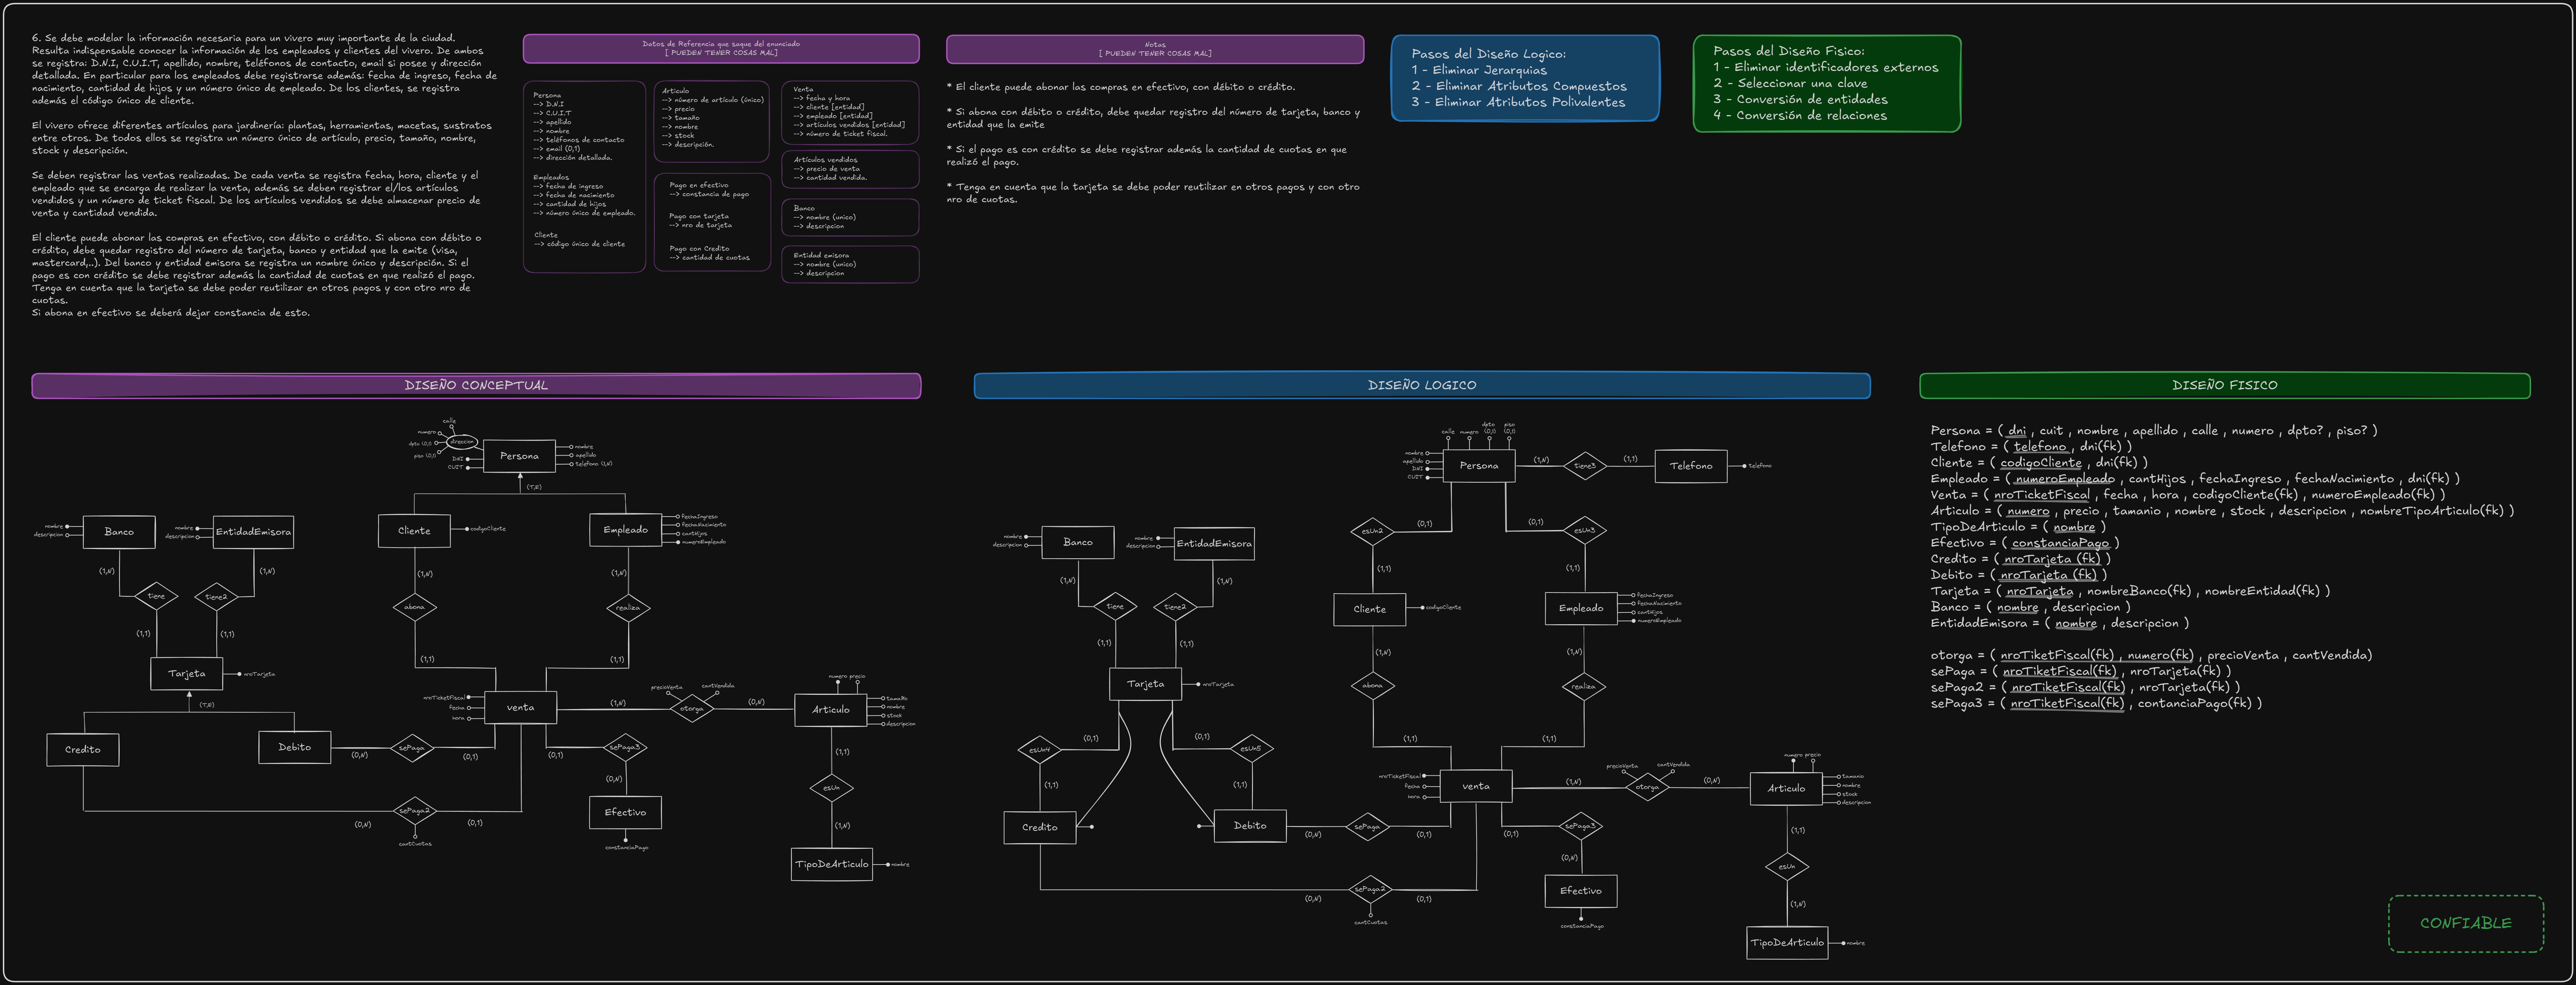 6. Se debe modelar la información necesaria para un vivero muy importante de la ciudad.
Resulta indispensable conocer la información de los empleados y clientes del vivero. De ambos
se registra: D.N.I, C.U.I.T, apellido, nombre, teléfonos de contacto, email si posee y dirección
detallada. En particular para los empleados debe registrarse además: fecha de ingreso, fecha de
nacimiento, cantidad de hijos y un número único de empleado. De los clientes, se registra
además el código único de cliente.
El vivero ofrece diferentes artículos para jardinería: plantas, herramientas, macetas, sustratos
entre otros. De todos ellos se registra un número único de artículo, precio, tamaño, nombre,
stock y descripción.
Se deben registrar las ventas realizadas. De cada venta se registra fecha, hora, cliente y el
empleado que se encarga de realizar la venta, además se deben registrar el/los artículos
vendidos y un número de ticket fiscal. De los artículos vendidos se debe almacenar precio de
venta y cantidad vendida.
El cliente puede abonar las compras en efectivo, con débito o crédito. Si abona con débito o
crédito, debe quedar registro del número de tarjeta, banco y entidad que la emite (visa,
mastercard,..). Del banco y entidad emisora se registra un nombre único y descripción. Si el
pago es con crédito se debe registrar además la cantidad de cuotas en que realizó el pago.
Tenga en cuenta que la tarjeta se debe poder reutilizar en otros pagos y con otro nro de
cuotas.
Si abona en efectivo se deberá dejar constancia de esto.
Datos de Referencia que saque del enunciado
[ PUEDEN TENER COSAS MAL]
Persona
--> D.N.I
--> C.U.I.T
--> apellido
--> nombre
--> teléfonos de contacto
--> email (0,1)
--> dirección detallada.
Empleados
--> fecha de ingreso
--> fecha de nacimiento
--> cantidad de hijos
--> número único de empleado.
Cliente
--> código único de cliente
Articulo
--> número de artículo (único)
--> precio
--> tamaño
--> nombre
--> stock
--> descripción.
Pago en efectivo
--> constancia de pago
Pago con tarjeta
--> nro de tarjeta
Pago con Credito
--> cantidad de cuotas
Venta
--> fecha y hora
--> cliente [entidad]
--> empleado [entidad]
--> artículos vendidos [entidad]
--> número de ticket fiscal.
Artículos vendidos
--> precio de venta
--> cantidad vendida.
Banco
--> nombre (unico)
--> descripcion
Entidad emisora
--> nombre (unico)
--> descripcion
Notas
[ PUEDEN TENER COSAS MAL]
* El cliente puede abonar las compras en efectivo, con débito o crédito.
* Si abona con débito o crédito, debe quedar registro del número de tarjeta, banco y
entidad que la emite
* Si el pago es con crédito se debe registrar además la cantidad de cuotas en que
realizó el pago.
* Tenga en cuenta que la tarjeta se debe poder reutilizar en otros pagos y con otro
nro de cuotas.
Pasos del Diseño Logico:
1 - Eliminar Jerarquias
2 - Eliminar Atributos Compuestos
3 - Eliminar Atributos Polivalentes
Pasos del Diseño Fisico:
1 - Eliminar identificadores externos
2 - Seleccionar una clave
3 - Conversión de entidades
4 - Conversión de relaciones
DISEÑO CONCEPTUAL
calle
numero
dpto (0,1)
piso (0,1)
direccion
DNI
CUIT
Persona
nombre
apellido
telefono (1,N)
(T,E)
nombre
descripcion
Banco
nombre
descripcion
EntidadEmisora
Cliente
codigoCliente
Empleado
fechaIngreso
fechaNacimiento
cantHijos
numeroEmpleado
(1,N)
(1,N)
(1,N)
(1,N)
tiene
tiene2
abona
realiza
(1,1)
(1,1)
(1,1)
(1,1)
Tarjeta
nroTarjeta
(T,E)
nroTicketFiscal
fecha
hora
venta
(1,N)
precioVenta
cantVendida
otorga
(0,N)
numero precio
Articulo
tamaño
nombre
stock
descripcion
Credito
Debito
(0,N)
sePaga
(0,1)
(0,1)
sePaga3
(0,N)
(1,1)
esUn
(1,N)
(0,N)
sePaga2
(0,1)
cantCuotas
Efectivo
constanciaPago
TipoDeArticulo
nombre
DISEÑO LOGICO
calle
numero
dpto
(0,1)
piso
(0,1)
nombre
apellido
DNI
CUIT
Persona
(1,N)
tiene3
(1,1)
Telefono
Telefono
nombre
descripcion
Banco
nombre
descripcion
EntidadEmisora
esUn2
(0,1)
(0,1)
esUn3
(1,N)
(1,N)
(1,1)
(1,1)
tiene
tiene2
Cliente
codigoCliente
Empleado
fechaIngreso
fechaNacimiento
cantHijos
numeroEmpleado
(1,1)
(1,1)
(1,N)
(1,N)
Tarjeta
nroTarjeta
abona
realiza
(0,1)
(0,1)
(1,1)
(1,1)
esUn4
esUn5
(1,1)
(1,1)
nroTicketFiscal
fecha
hora
venta
(1,N)
precioVenta
cantVendida
otorga
(0,N)
numero precio
Articulo
tamanio
nombre
stock
descripcion
Credito
Debito
(0,N)
sePaga
(0,1)
(0,1)
sePaga3
(0,N)
(1,1)
esUn
(1,N)
(0,N)
sePaga2
(0,1)
cantCuotas
Efectivo
constanciaPago
TipoDeArticulo
nombre
DISEÑO FISICO
Persona = ( dni , cuit , nombre , apellido , calle , numero , dpto? , piso? )
Telefono = ( telefono , dni(fk) )
Cliente = ( codigoCliente , dni(fk) )
Empleado = ( numeroEmpleado , cantHijos , fechaIngreso , fechaNacimiento , dni(fk) )
Venta = ( nroTicketFiscal , fecha , hora , codigoCliente(fk) , numeroEmpleado(fk) )
Articulo = ( numero , precio , tamanio , nombre , stock , descripcion , nombreTipoArticulo(fk) )
TipoDeArticulo = ( nombre )
Efectivo = ( constanciaPago )
Credito = ( nroTarjeta (fk) )
Debito = ( nroTarjeta (fk) )
Tarjeta = ( nroTarjeta , nombreBanco(fk) , nombreEntidad(fk) )
Banco = ( nombre , descripcion )
EntidadEmisora = ( nombre , descripcion )
otorga = ( nroTiketFiscal(fk) , numero(fk) , precioVenta , cantVendida)
sePaga = ( nroTiketFiscal(fk) , nroTarjeta(fk) )
sePaga2 = ( nroTiketFiscal(fk) , nroTarjeta(fk) )
sePaga3 = ( nroTiketFiscal(fk) , contanciaPago(fk) )
CONFIABLE